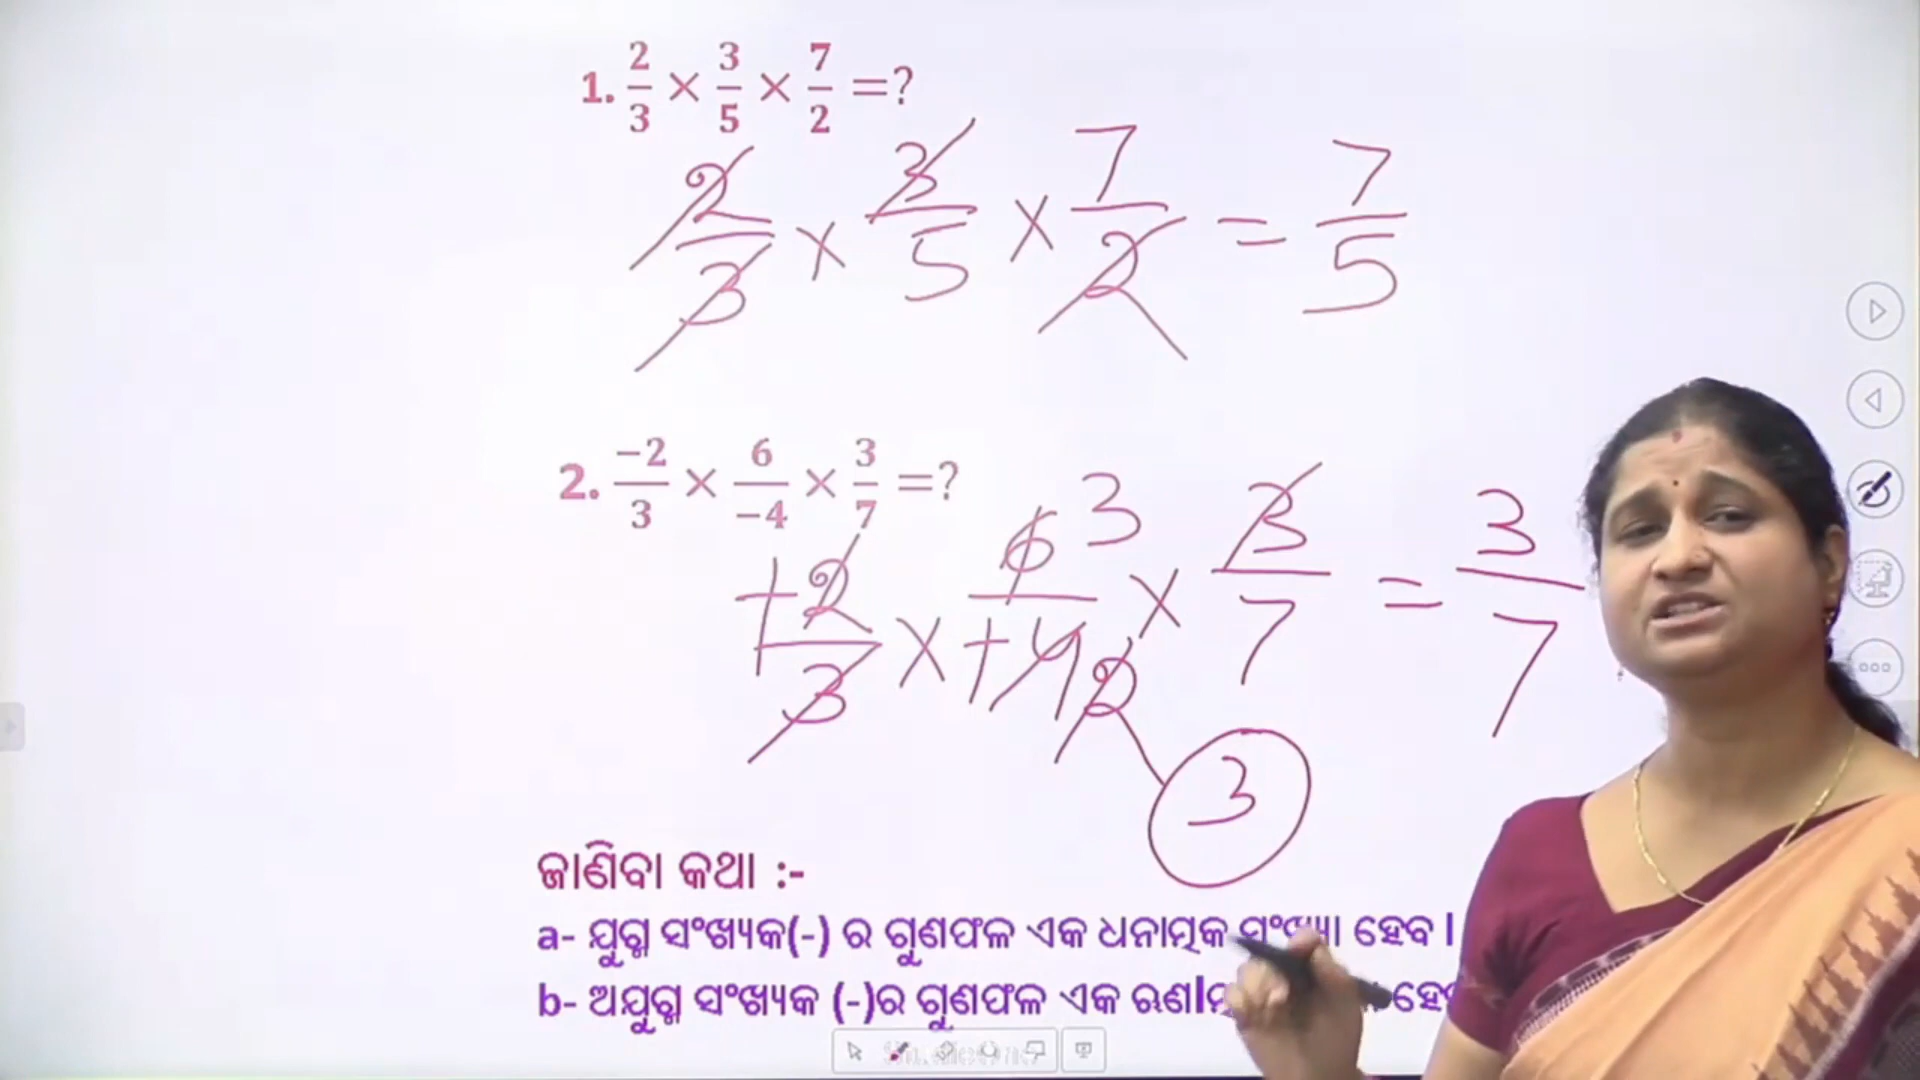 1. 2/3 × 3/5 × 7/2 =?
2/3 × 3/5 × 7/2 = 7/5
2. -2/3 × 6/-4 × 3/7 =?
+2/3 × 6/+4 × 3/7 = 3/7
3
2
3
ଜାଣିବା କଥା :-
a- ଯୁଗ୍ମ ସଂଖ୍ୟକ(-) ର ଗୁଣଫଳ ଏକ ଧନାତ୍ମକ ସଂଖ୍ୟା ହେବ ।
b- ଅଯୁଗ୍ମ ସଂଖ୍ୟକ (-)ର ଗୁଣଫଳ ଏକ